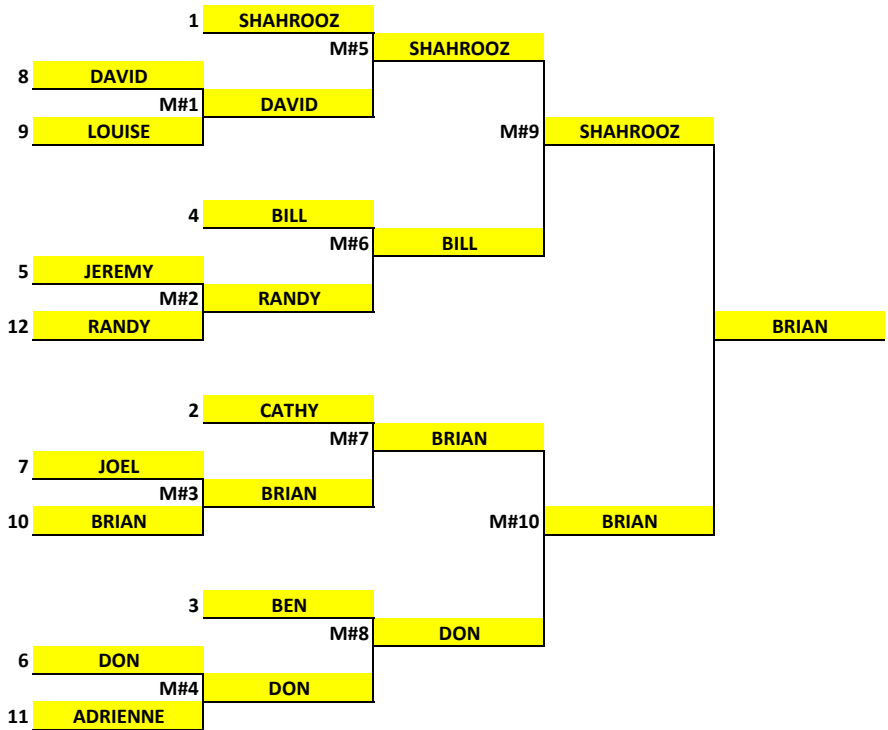 1 SHAHROOZ
M#5 SHAHROOZ
8 DAVID
M#1 DAVID
9 LOUISE
M#9 SHAHROOZ
4 BILL
M#6 BILL
5 JEREMY
M#2 RANDY
12 RANDY
BRIAN
2 CATHY
M#7 BRIAN
7 JOEL
M#3 BRIAN
10 BRIAN
M#10 BRIAN
3 BEN
M#8 DON
6 DON
M#4 DON
11 ADRIENNE